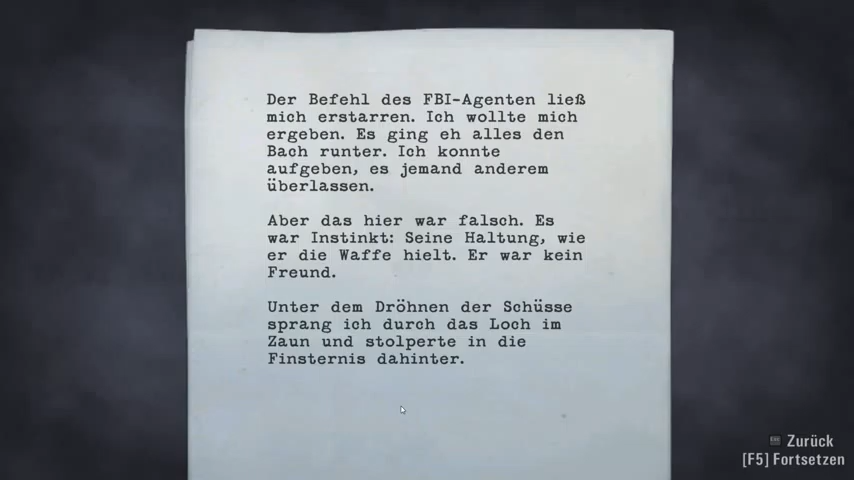 Der Befehl des FBI-Agenten ließ
mich erstarren. Ich wollte mich
ergeben. Es ging eh alles den
Bach runter. Ich konnte
aufgeben, es jemand anderem
überlassen.
Aber das hier war falsch. Es
war Instinkt: Seine Haltung, wie
er die Waffe hielt. Er war kein
Freund.
Unter dem Dröhnen der Schüsse
sprang ich durch das Loch im
Zaun und stolperte in die
Finsternis dahinter.
Zurück
[F5] Fortsetzen